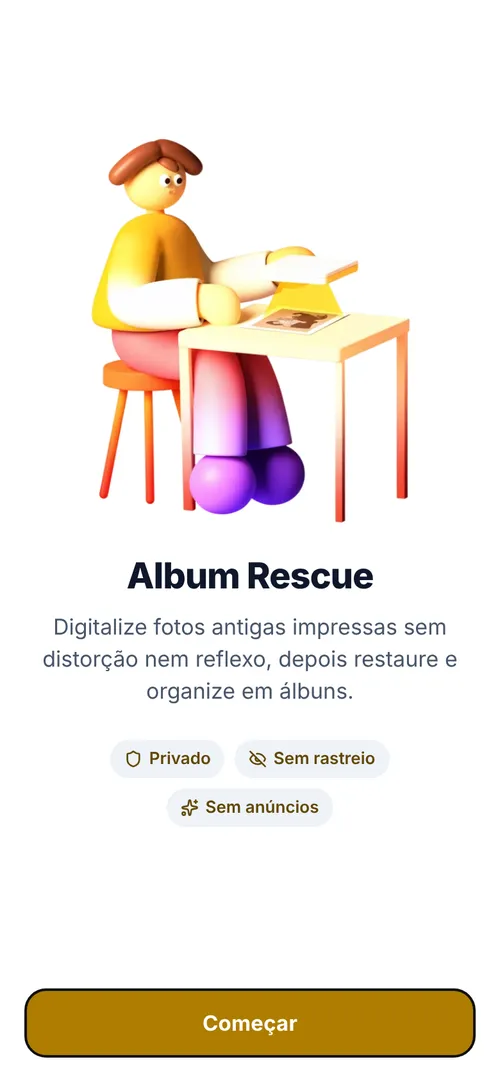 Album Rescue
Digitalize fotos antigas impressas sem
distorção nem reflexo, depois restaure e
organize em álbuns.
Privado
Sem rastreio
Sem anúncios
Começar